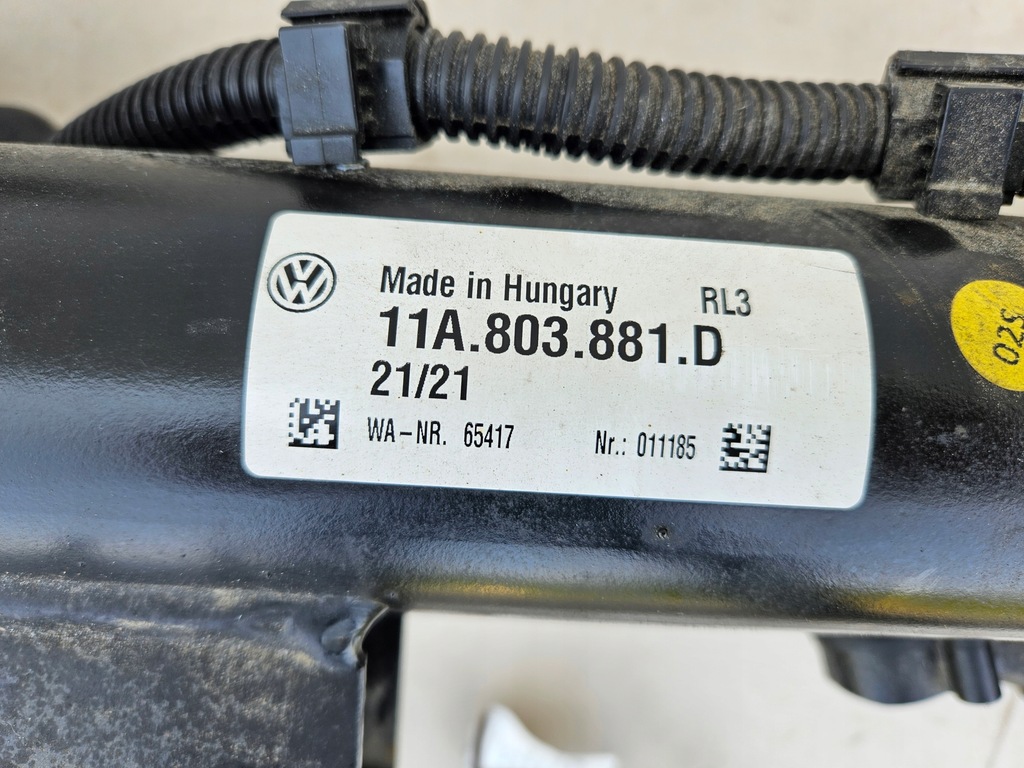 Made in Hungary RL3
11A.803.881.D
21/21
WA-NR. 65417 Nr.: 011185